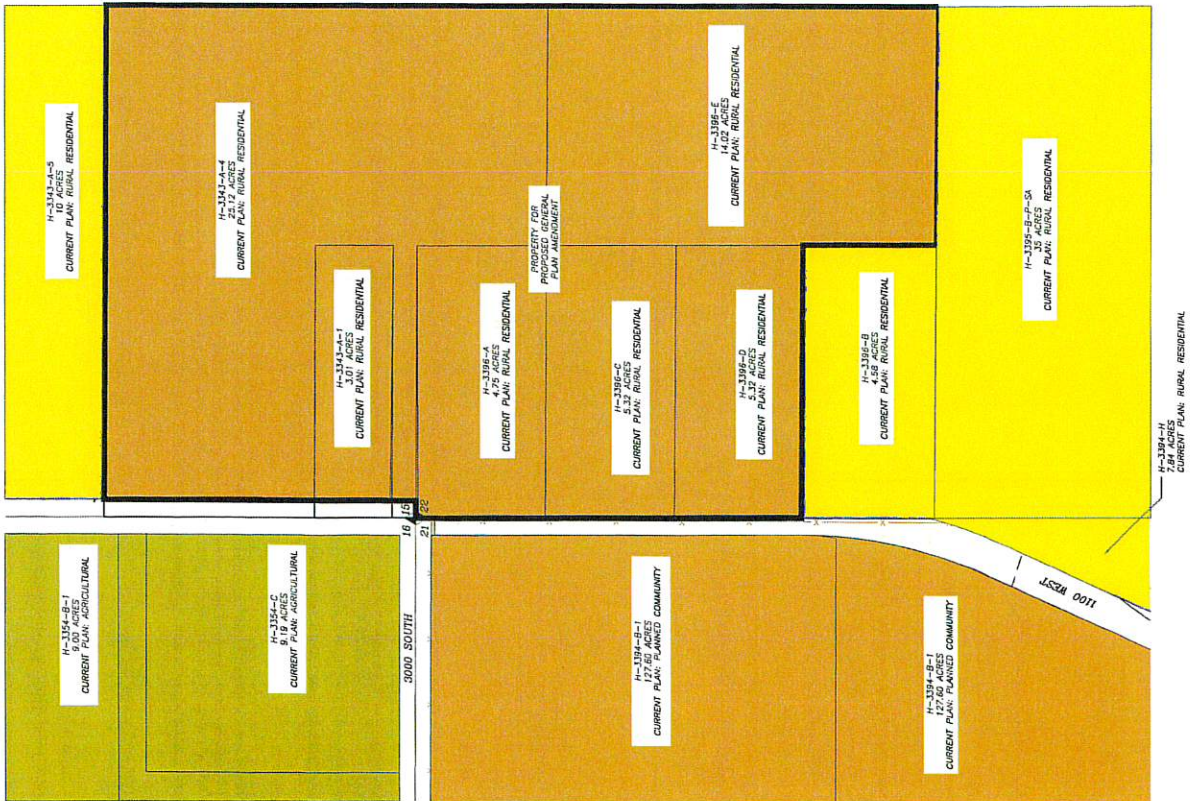 H-3343-A-5
10 ACRES
CURRENT PLAN: RURAL RESIDENTIAL
H-3343-A-4
25.12 ACRES
CURRENT PLAN: RURAL RESIDENTIAL
H-3396-E
14.02 ACRES
CURRENT PLAN: RURAL RESIDENTIAL
H-3395-B-P-SA
35 ACRES
CURRENT PLAN: RURAL RESIDENTIAL
PROPERTY FOR
PROPOSED GENERAL
PLAN AMENDMENT
H-3343-A-1
3.01 ACRES
CURRENT PLAN: RURAL RESIDENTIAL
H-3396-A
4.75 ACRES
CURRENT PLAN: RURAL RESIDENTIAL
H-3396-C
5.32 ACRES
CURRENT PLAN: RURAL RESIDENTIAL
H-3396-D
5.32 ACRES
CURRENT PLAN: RURAL RESIDENTIAL
H-3396-B
4.58 ACRES
CURRENT PLAN: RURAL RESIDENTIAL
H-3394-H
7.84 ACRES
CURRENT PLAN: RURAL RESIDENTIAL
16 15
21 22
1100 WEST
3000 SOUTH
H-3354-B-1
9.00 ACRES
CURRENT PLAN: AGRICULTURAL
H-3354-C
9.19 ACRES
CURRENT PLAN: AGRICULTURAL
H-3394-B-1
127.60 ACRES
CURRENT PLAN: PLANNED COMMUNITY
H-3394-B-1
127.60 ACRES
CURRENT PLAN: PLANNED COMMUNITY